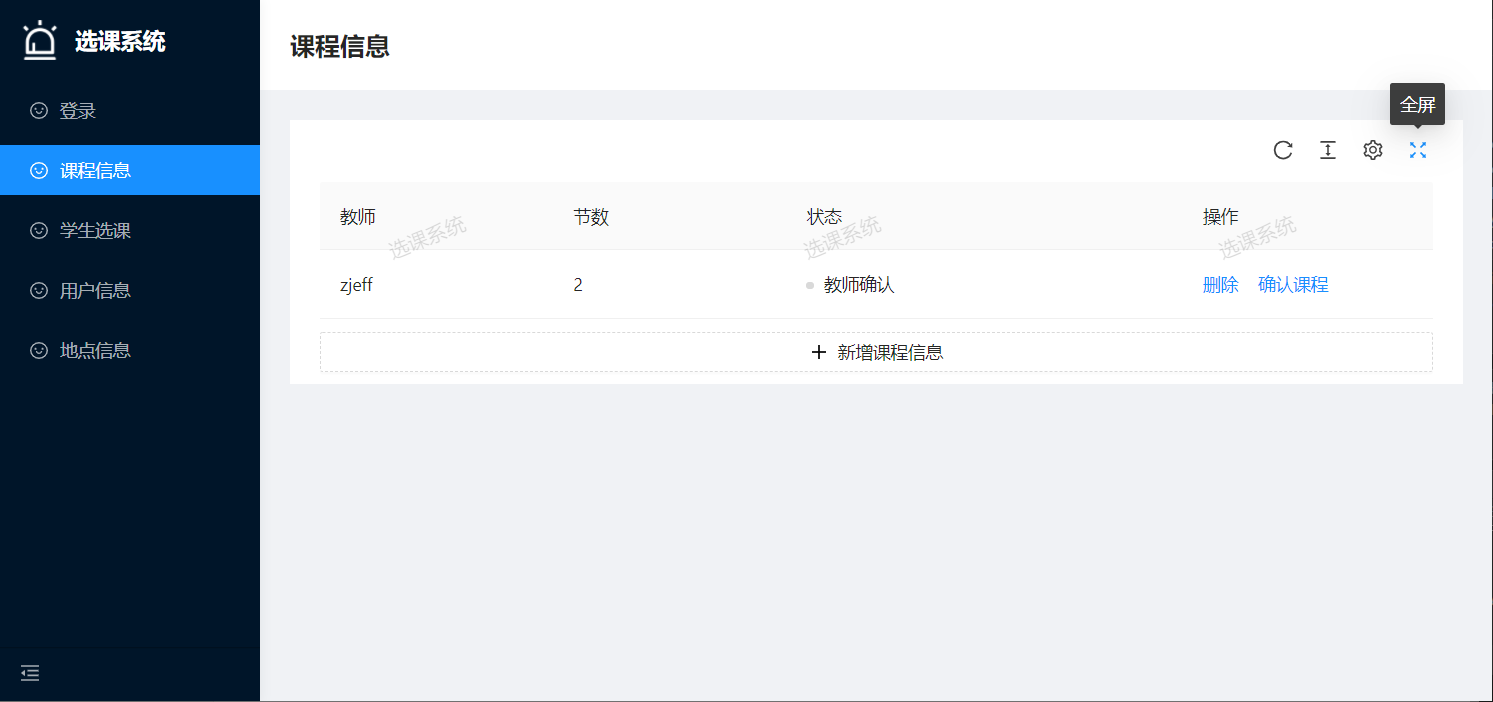 选课系统
登录
课程信息
学生选课
用户信息
地点信息
课程信息
全屏
教师 节数 状态 操作
选课系统 选课系统 选课系统
zjeff 2 教师确认 删除 确认课程
新增课程信息